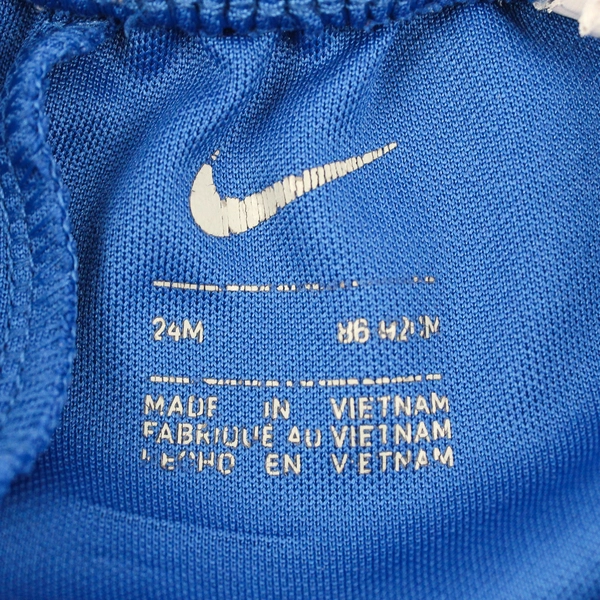 24M 86-92CM
MADE IN VIETNAM
FABRIQUÉ AU VIETNAM
HECHO EN VIETNAM